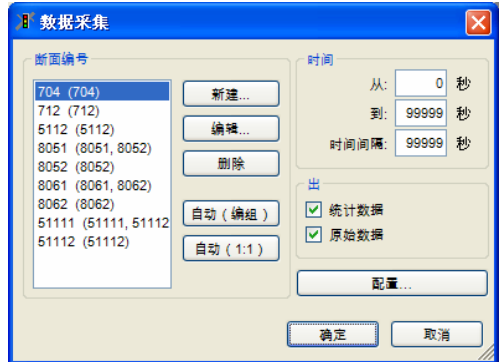 数据采集
断面编号
704 (704)
712 (712)
5112 (5112)
8051 (8051, 8052)
8052 (8052)
8061 (8061, 8062)
8062 (8062)
51111 (51111, 51112
51112 (51112)
新建...
编辑...
删除
自动（编组）
自动（1:1）
时间
从: 0 秒
到: 99999 秒
时间间隔: 99999 秒
出
统计数据
原始数据
配置...
确定 取消